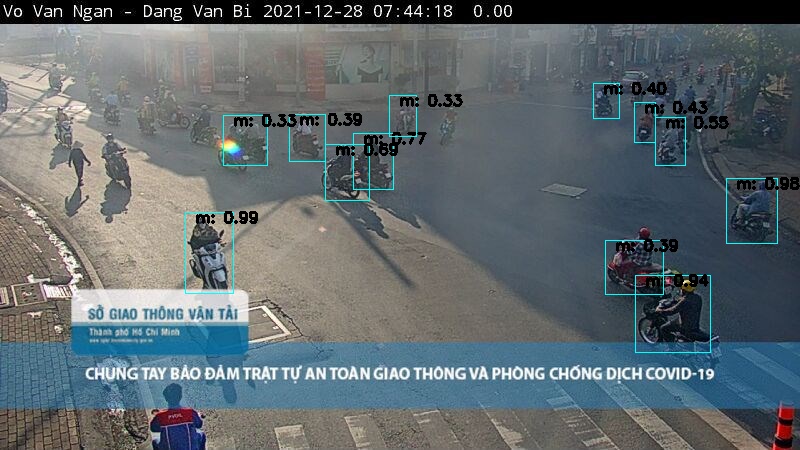 Vo Van Ngan - Dang Van Bi 2021-12-28 07:44:18 0.00
m: 0.40
m: 0.33
m: 0.43
m: 0.33
m: 0.39
m: 0.55
m: 0.77
m: 0.69
m: 0.98
m: 0.99
m: 0.39
m: 0.94
SỞ GIAO THÔNG VẬN TẢI
Thành phố Hồ Chí Minh
CHUNG TAY BẢO ĐẢM TRẬT TỰ AN TOÀN GIAO THÔNG VÀ PHÒNG CHỐNG DỊCH COVID-19